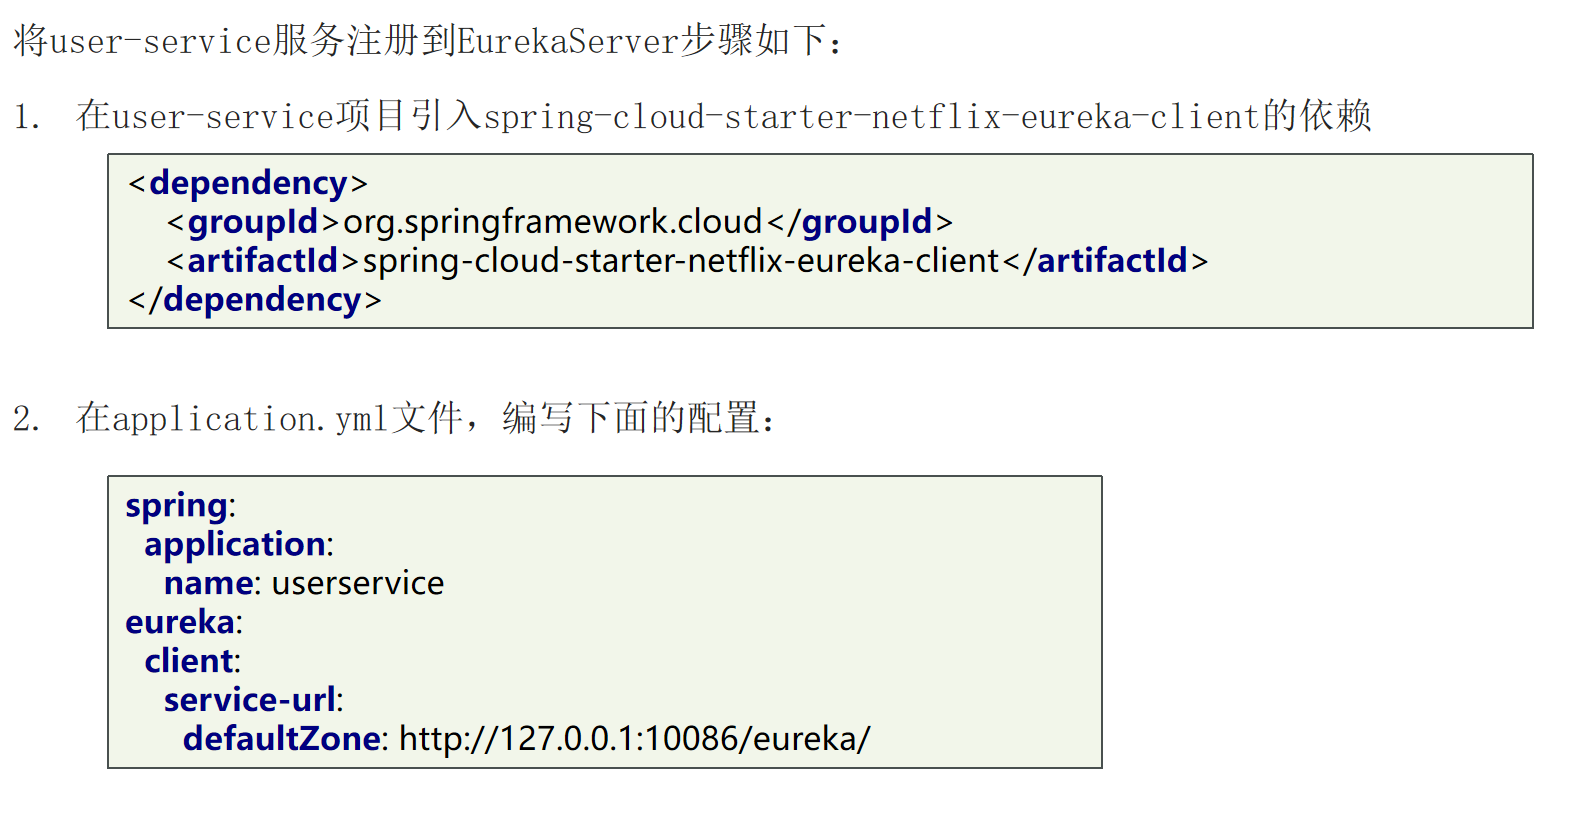 将user-service服务注册到EurekaServer步骤如下：
1. 在user-service项目引入spring-cloud-starter-netflix-eureka-client的依赖
<dependency>
    <groupId>org.springframework.cloud</groupId>
    <artifactId>spring-cloud-starter-netflix-eureka-client</artifactId>
</dependency>
2. 在application.yml文件，编写下面的配置：
spring:
  application:
    name: userservice
eureka:
  client:
    service-url:
      defaultZone: http://127.0.0.1:10086/eureka/